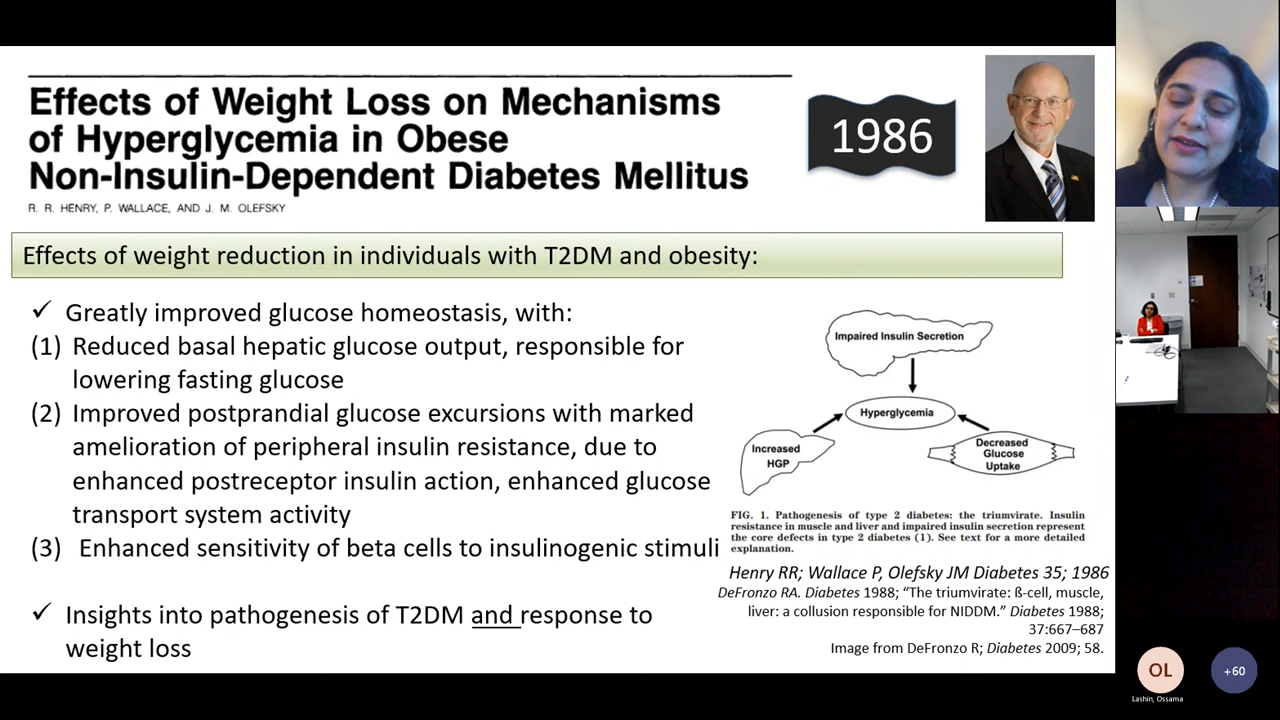 Effects of Weight Loss on Mechanisms
of Hyperglycemia in Obese
Non-Insulin-Dependent Diabetes Mellitus
R. R. HENRY, P. WALLACE, AND J. M. OLEFSKY
1986
Effects of weight reduction in individuals with T2DM and obesity:
✓ Greatly improved glucose homeostasis, with:
(1) Reduced basal hepatic glucose output, responsible for
lowering fasting glucose
(2) Improved postprandial glucose excursions with marked
amelioration of peripheral insulin resistance, due to
enhanced postreceptor insulin action, enhanced glucose
transport system activity
(3) Enhanced sensitivity of beta cells to insulinogenic stimuli
✓ Insights into pathogenesis of T2DM and response to
weight loss
Impaired Insulin Secretion
Hyperglycemia
Increased
HGP
Decreased
Glucose
Uptake
FIG. 1. Pathogenesis of type 2 diabetes: the triumvirate. Insulin
resistance in muscle and liver and impaired insulin secretion represent
the core defects in type 2 diabetes (1). See text for a more detailed
explanation.
Henry RR; Wallace P, Olefsky JM Diabetes 35; 1986
DeFronzo RA. Diabetes 1988; “The triumvirate: ß-cell, muscle,
liver: a collusion responsible for NIDDM.” Diabetes 1988;
37:667–687
Image from DeFronzo R; Diabetes 2009; 58.
OL
+60
Lashin, Ossama